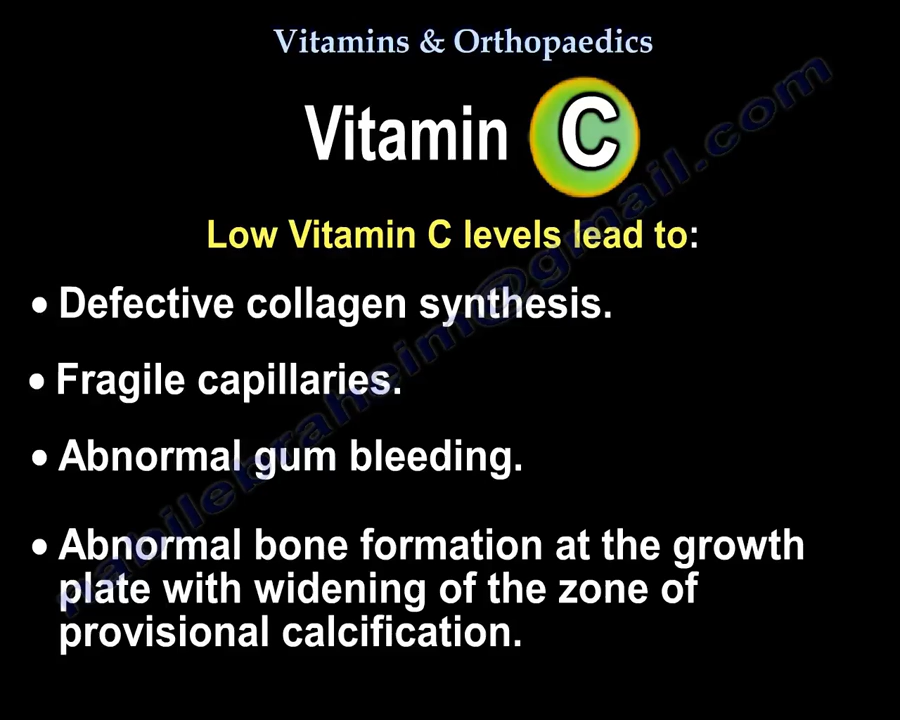 Vitamins & Orthopaedics
Vitamin C
Low Vitamin C levels lead to:
• Defective collagen synthesis.
• Fragile capillaries.
• Abnormal gum bleeding.
• Abnormal bone formation at the growth
plate with widening of the zone of
provisional calcification.
nabilebraheim@gmail.com